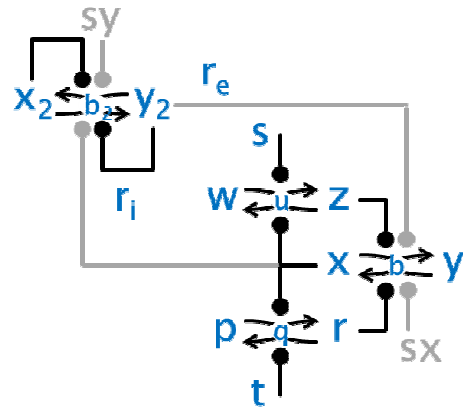 sy
x₂ b₂ y₂ rₑ
s
rᵢ w u z
x b y
p q r sx
t